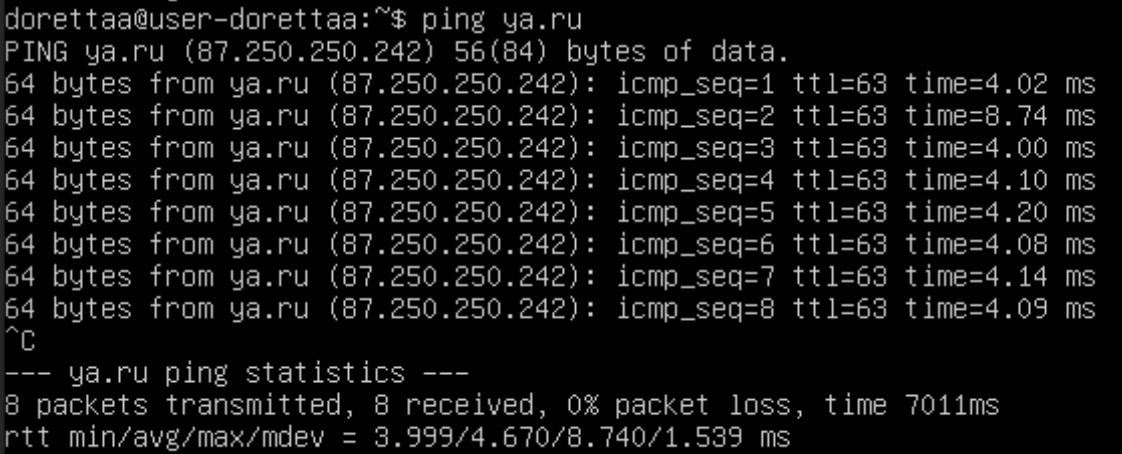 dorettaa@user-dorettaa:~$ ping ya.ru
PING ya.ru (87.250.250.242) 56(84) bytes of data.
64 bytes from ya.ru (87.250.250.242): icmp_seq=1 ttl=63 time=4.02 ms
64 bytes from ya.ru (87.250.250.242): icmp_seq=2 ttl=63 time=8.74 ms
64 bytes from ya.ru (87.250.250.242): icmp_seq=3 ttl=63 time=4.00 ms
64 bytes from ya.ru (87.250.250.242): icmp_seq=4 ttl=63 time=4.10 ms
64 bytes from ya.ru (87.250.250.242): icmp_seq=5 ttl=63 time=4.20 ms
64 bytes from ya.ru (87.250.250.242): icmp_seq=6 ttl=63 time=4.08 ms
64 bytes from ya.ru (87.250.250.242): icmp_seq=7 ttl=63 time=4.14 ms
64 bytes from ya.ru (87.250.250.242): icmp_seq=8 ttl=63 time=4.09 ms
^C
--- ya.ru ping statistics ---
8 packets transmitted, 8 received, 0% packet loss, time 7011ms
rtt min/avg/max/mdev = 3.999/4.670/8.740/1.539 ms